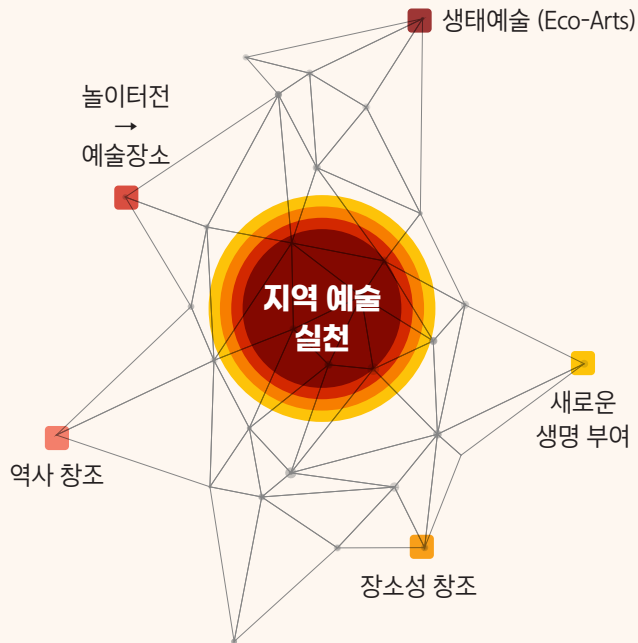 생태예술 (Eco-Arts)
놀이터전
→
예술장소
지역 예술
실천
새로운
생명 부여
역사 창조
장소성 창조